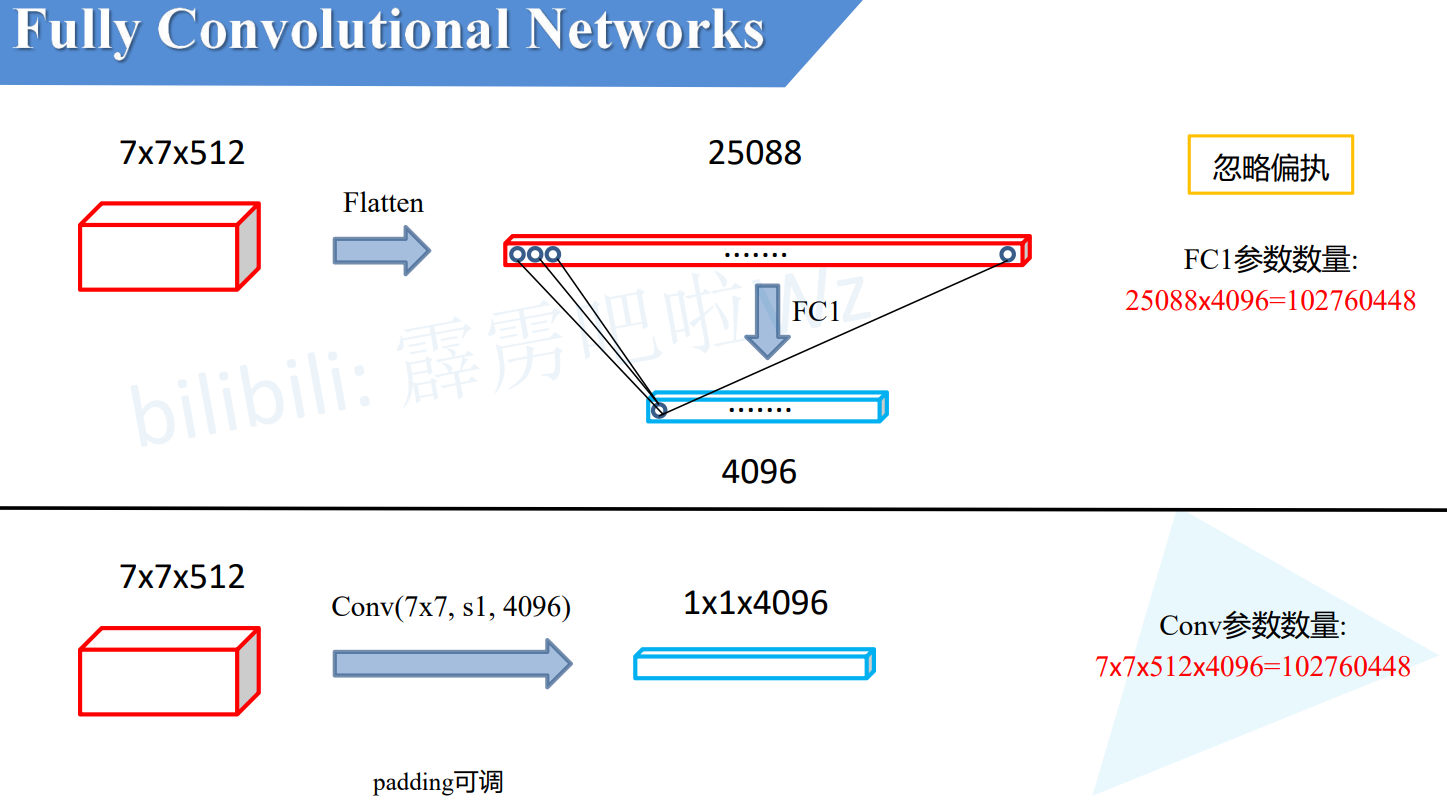 Fully Convolutional Networks
7x7x512
25088
忽略偏执
Flatten
.......
FC1参数数量:
25088x4096=102760448
FC1
.......
4096
bilibili: 霹雳吧啦Wz
7x7x512
Conv(7x7, s1, 4096)
1x1x4096
Conv参数数量:
7x7x512x4096=102760448
padding可调